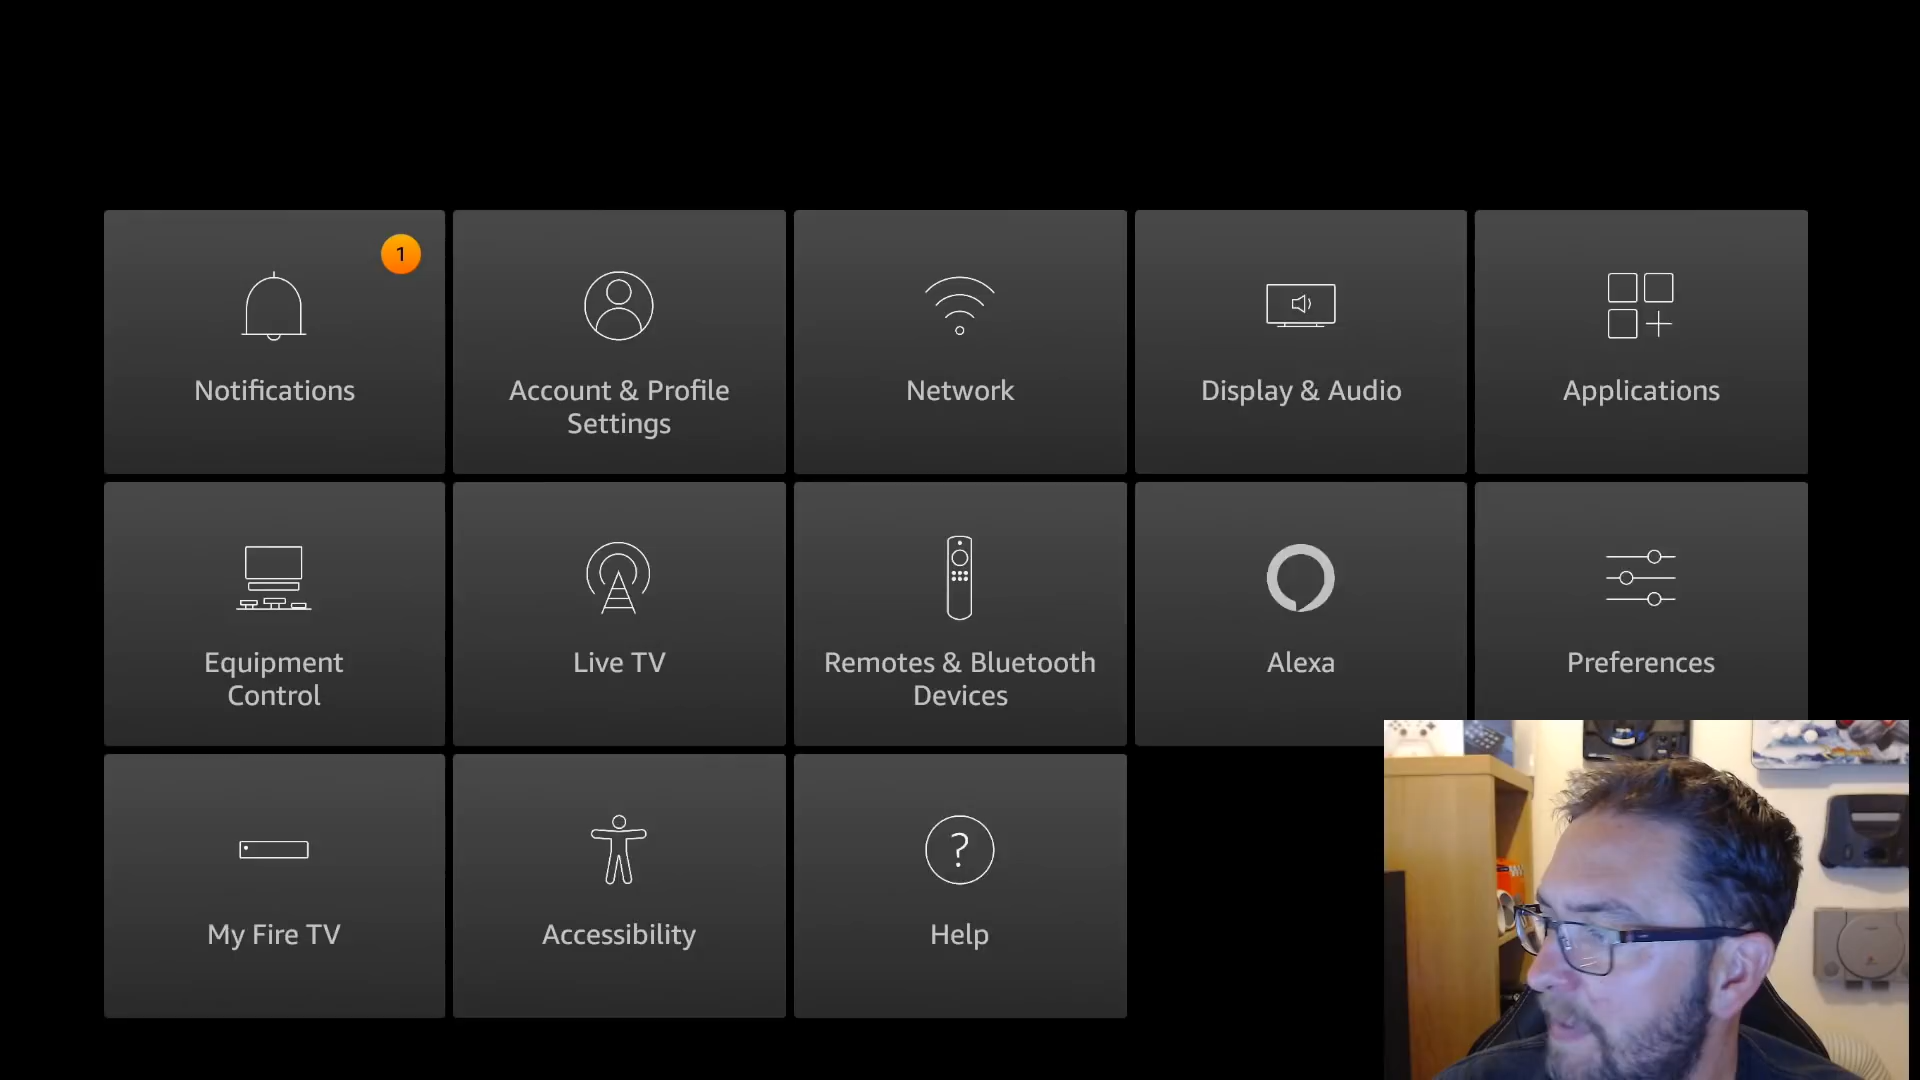 1
Notifications
Account & Profile
Settings
Network
Display & Audio
Applications
Equipment
Control
Live TV
Remotes & Bluetooth
Devices
Alexa
Preferences
My Fire TV
Accessibility
?
Help